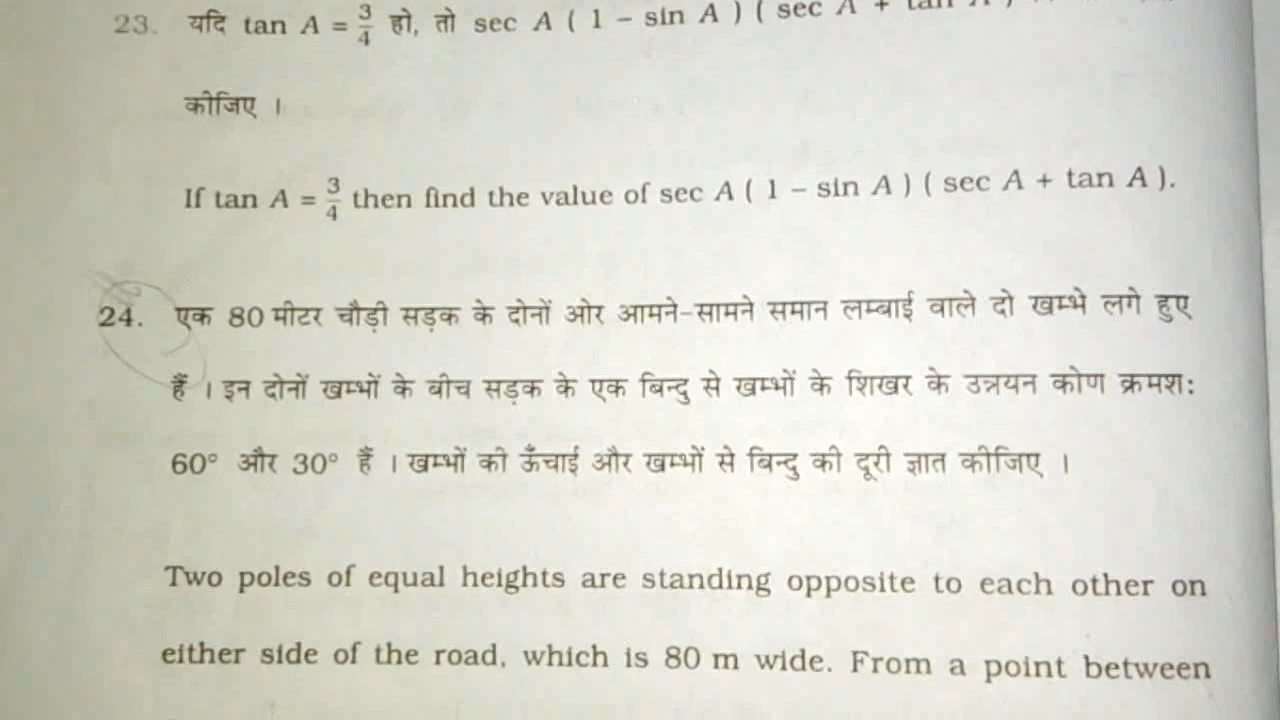 23. यदि tan A = 3/4 हो, तो sec A ( 1 – sin A ) ( sec A + tan A )
कीजिए ।
If tan A = 3/4 then find the value of sec A ( 1 – sin A ) ( sec A + tan A ).
24. एक 80 मीटर चौड़ी सड़क के दोनों ओर आमने-सामने समान लम्बाई वाले दो खम्भे लगे हुए
हैं । इन दोनों खम्भों के बीच सड़क के एक बिन्दु से खम्भों के शिखर के उन्नयन कोण क्रमशः
60° और 30° हैं । खम्भों की ऊँचाई और खम्भों से बिन्दु की दूरी ज्ञात कीजिए ।
Two poles of equal heights are standing opposite to each other on
either side of the road, which is 80 m wide. From a point between